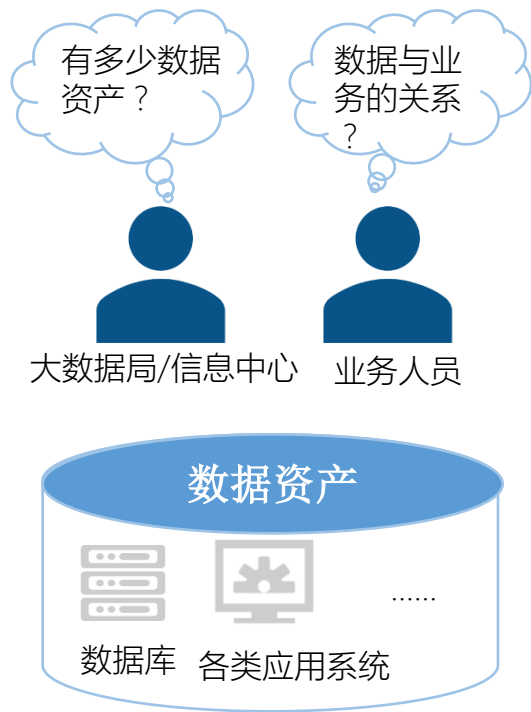 有多少数据
资产？
数据与业
务的关系
？
大数据局/信息中心
业务人员
数据资产
......
数据库
各类应用系统